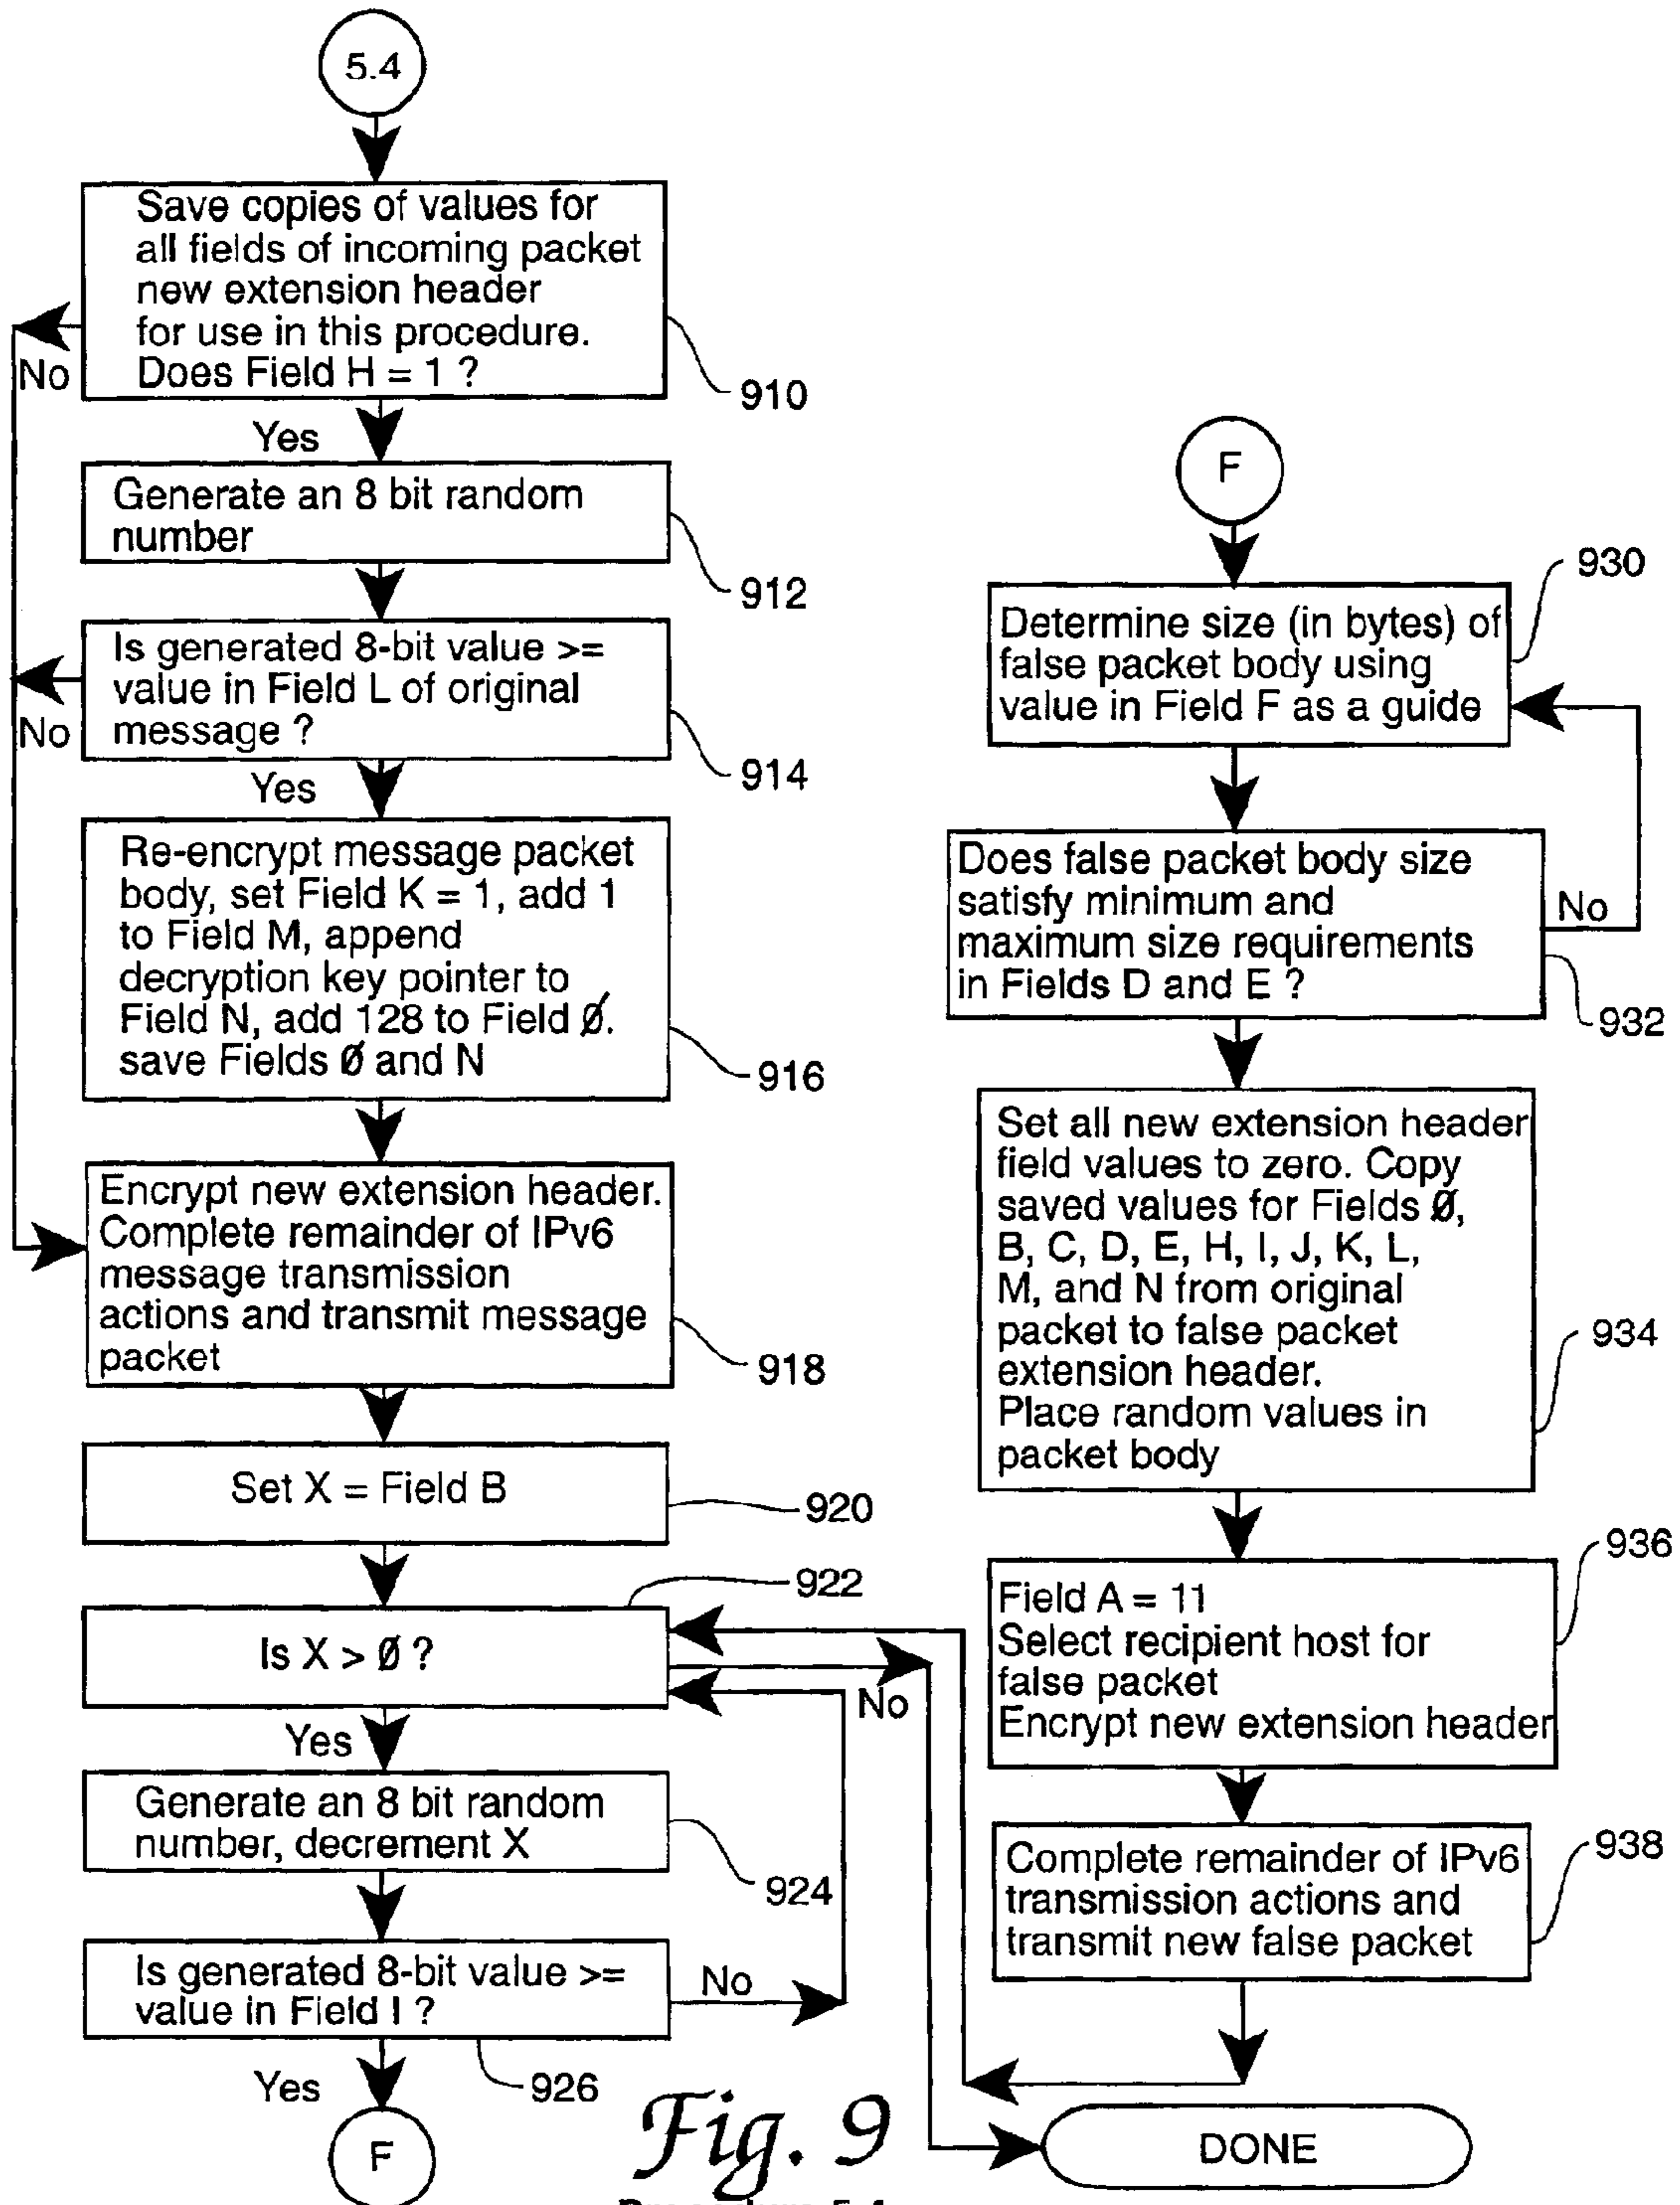 5.4
Save copies of values for
all fields of incoming packet
new extension header
for use in this procedure.
Does Field H = 1 ?
No
910
Yes
Generate an 8 bit random
number
912
Is generated 8-bit value >=
value in Field L of original
message ?
No
914
Yes
Re-encrypt message packet
body, set Field K = 1, add 1
to Field M, append
decryption key pointer to
Field N, add 128 to Field Ø.
save Fields Ø and N
916
Encrypt new extension header.
Complete remainder of IPv6
message transmission
actions and transmit message
packet
918
Set X = Field B
920
922
Is X > Ø ?
No
Yes
Generate an 8 bit random
number, decrement X
924
Is generated 8-bit value >=
value in Field I ?
No
926
Yes
F
F
930
Determine size (in bytes) of
false packet body using
value in Field F as a guide
Does false packet body size
satisfy minimum and
maximum size requirements
in Fields D and E ?
No
932
Set all new extension header
field values to zero. Copy
saved values for Fields Ø,
B, C, D, E, H, I, J, K, L,
M, and N from original
packet to false packet
extension header.
Place random values in
packet body
934
936
Field A = 11
Select recipient host for
false packet
Encrypt new extension header
938
Complete remainder of IPv6
transmission actions and
transmit new false packet
DONE
Fig. 9